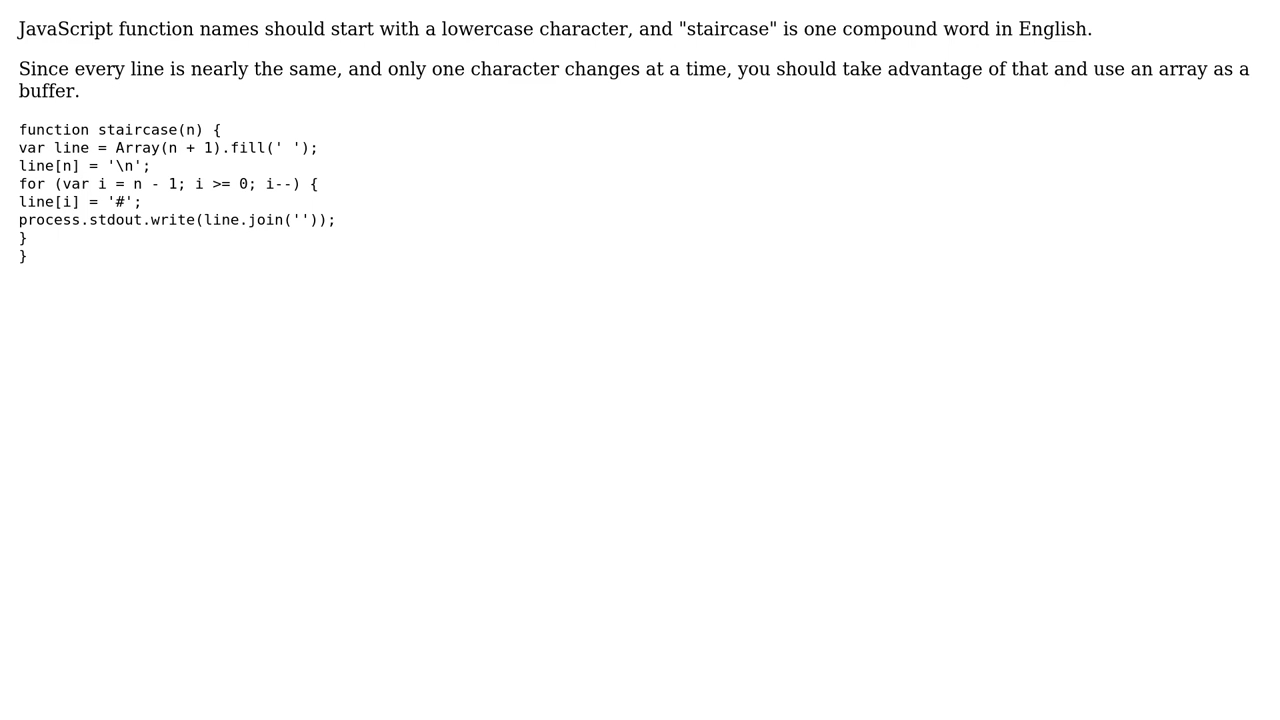 JavaScript function names should start with a lowercase character, and "staircase" is one compound word in English.
Since every line is nearly the same, and only one character changes at a time, you should take advantage of that and use an array as a
buffer.
function staircase(n) {
var line = Array(n + 1).fill(' ');
line[n] = '\n';
for (var i = n - 1; i >= 0; i--) {
line[i] = '#';
process.stdout.write(line.join(''));
}
}